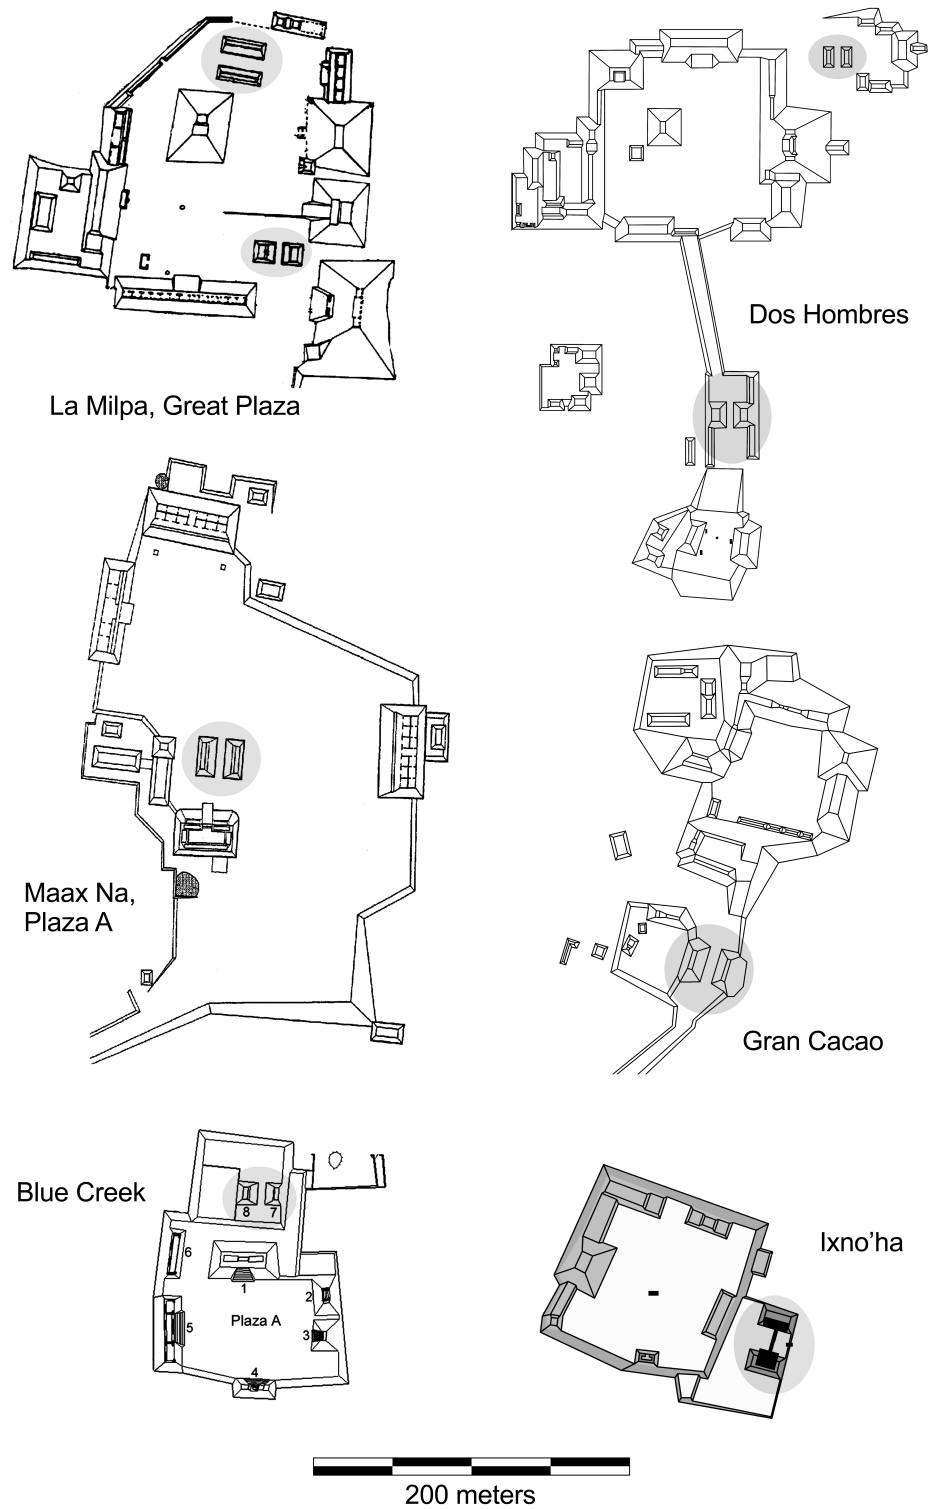 La Milpa, Great Plaza
Dos Hombres
Maax Na,
Plaza A
Gran Cacao
Blue Creek
8 7
6
1
2
Plaza A
5
3
4
Ixno’ha
200 meters